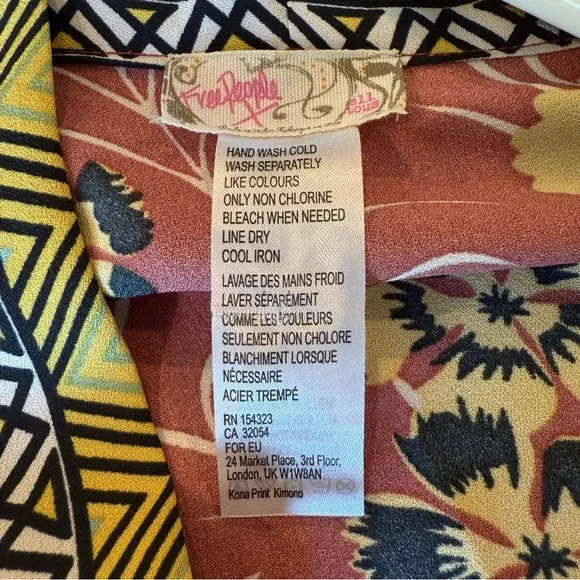 Free People
all
yours
HAND WASH COLD
WASH SEPARATELY
LIKE COLOURS
ONLY NON CHLORINE
BLEACH WHEN NEEDED
LINE DRY
COOL IRON
LAVAGE DES MAINS FROID
LAVER SÉPARÉMENT
COMME LES COULEURS
SEULEMENT NON CHOLORE
BLANCHIMENT LORSQUE
NÉCESSAIRE
ACIER TREMPÉ
RN 154323
CA 32054
FOR EU
24 Market Place, 3rd Floor,
London, UK W1W8AN
Kona Print Kimono